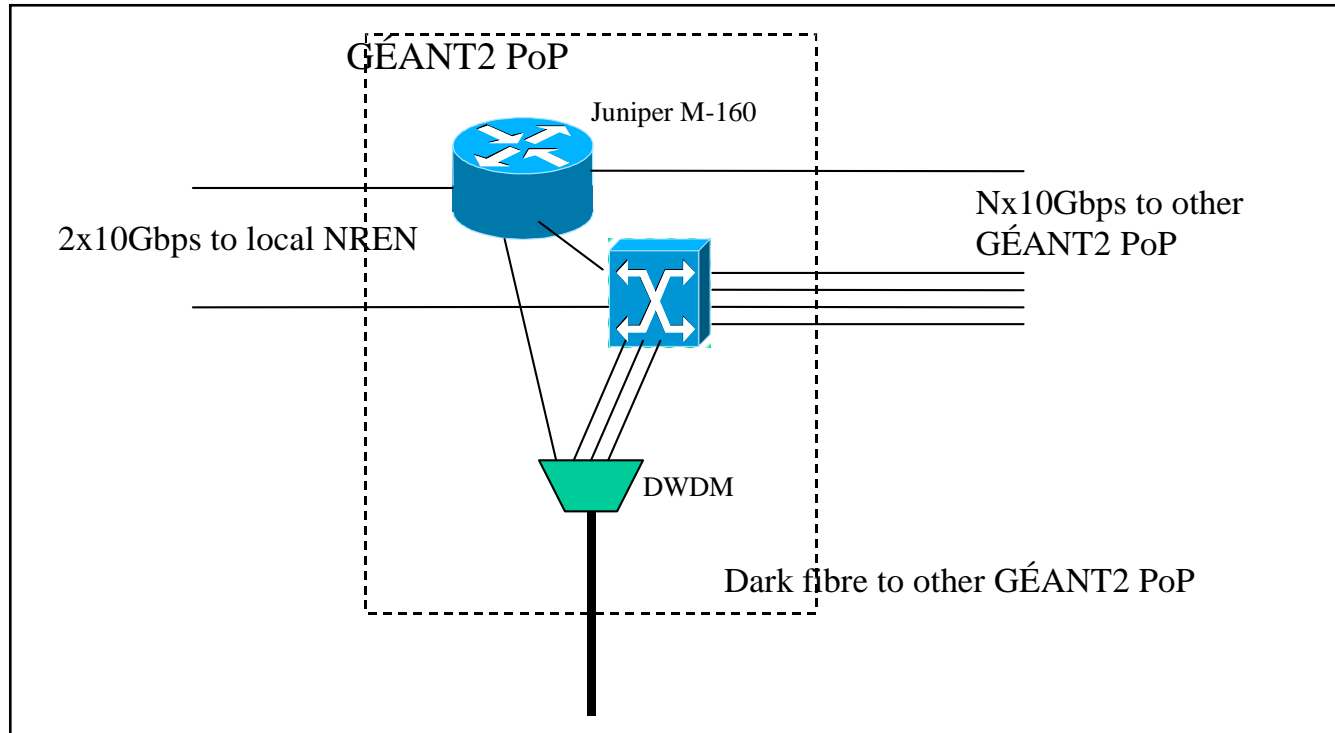 GÉANT2 PoP
Juniper M-160
Nx10Gbps to other
GÉANT2 PoP
2x10Gbps to local NREN
DWDM
Dark fibre to other GÉANT2 PoP